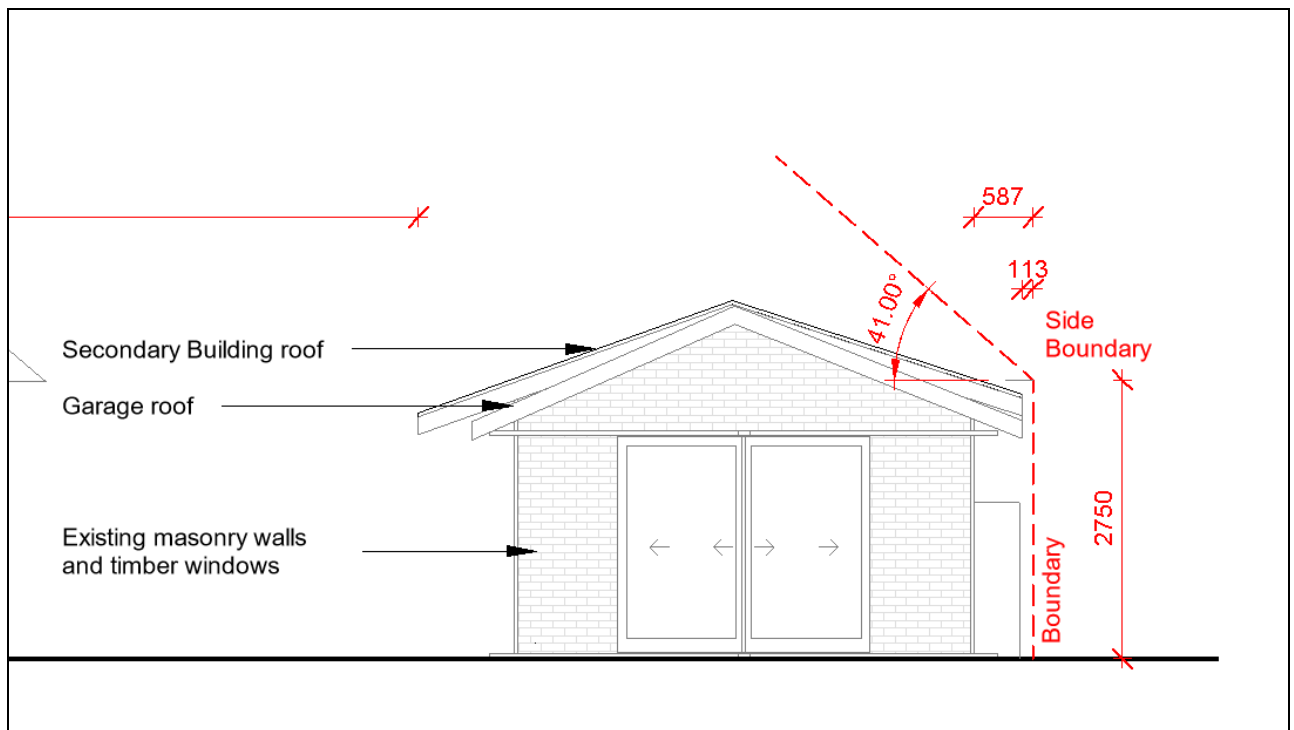 587
113
41.00°
Side
Boundary
Secondary Building roof
Garage roof
2750
Existing masonry walls
and timber windows
Boundary